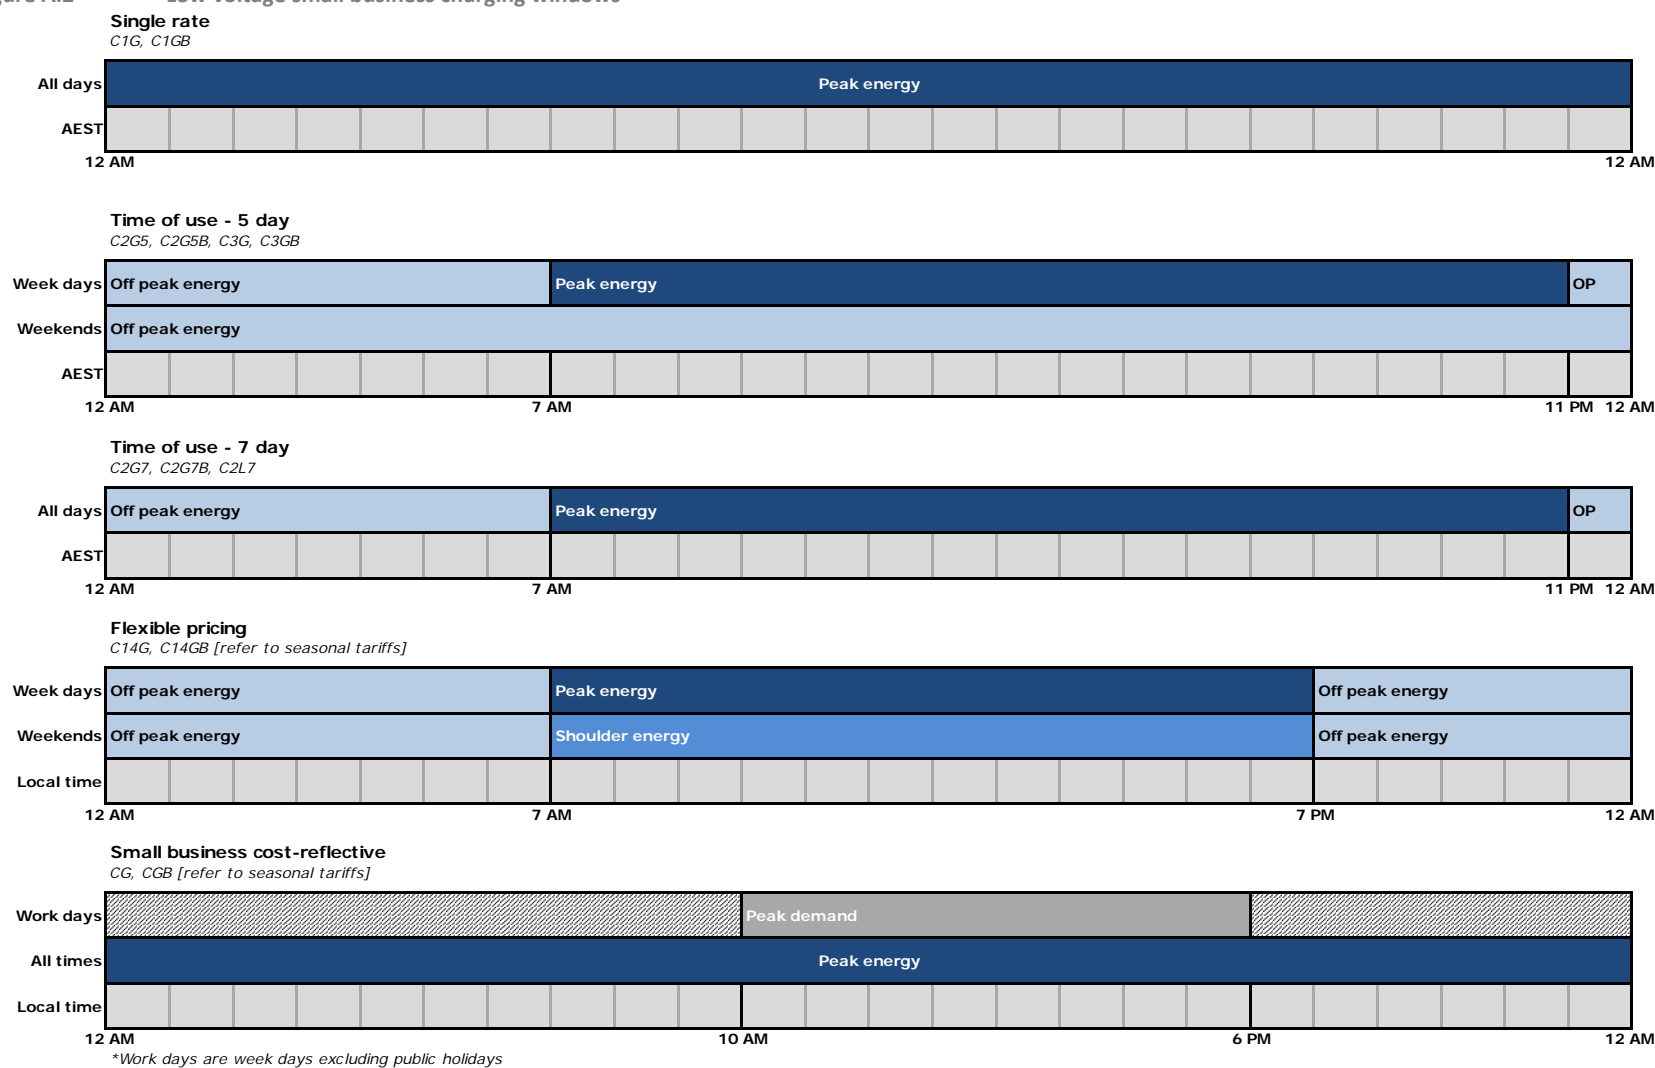 Single rate
C1G, C1GB
All days Peak energy
AEST
12 AM 12 AM
Time of use - 5 day
C2G5, C2G5B, C3G, C3GB
Week days Off peak energy Peak energy OP
Weekends Off peak energy
AEST
12 AM 7 AM 11 PM 12 AM
Time of use - 7 day
C2G7, C2G7B, C2L7
All days Off peak energy Peak energy OP
AEST
12 AM 7 AM 11 PM 12 AM
Flexible pricing
C14G, C14GB [refer to seasonal tariffs]
Week days Off peak energy Peak energy Off peak energy
Weekends Off peak energy Shoulder energy Off peak energy
Local time
12 AM 7 AM 7 PM 12 AM
Small business cost-reflective
CG, CGB [refer to seasonal tariffs]
Work days Peak demand
All times Peak energy
Local time
12 AM 10 AM 6 PM 12 AM
*Work days are week days excluding public holidays